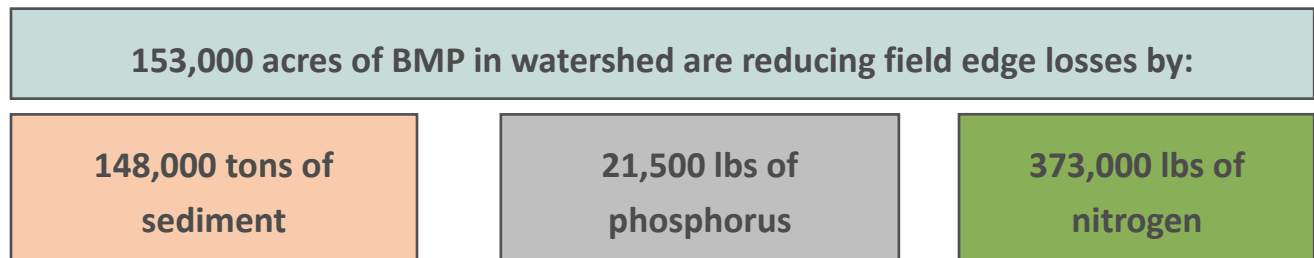 153,000 acres of BMP in watershed are reducing field edge losses by:
148,000 tons of
sediment
21,500 lbs of
phosphorus
373,000 lbs of
nitrogen